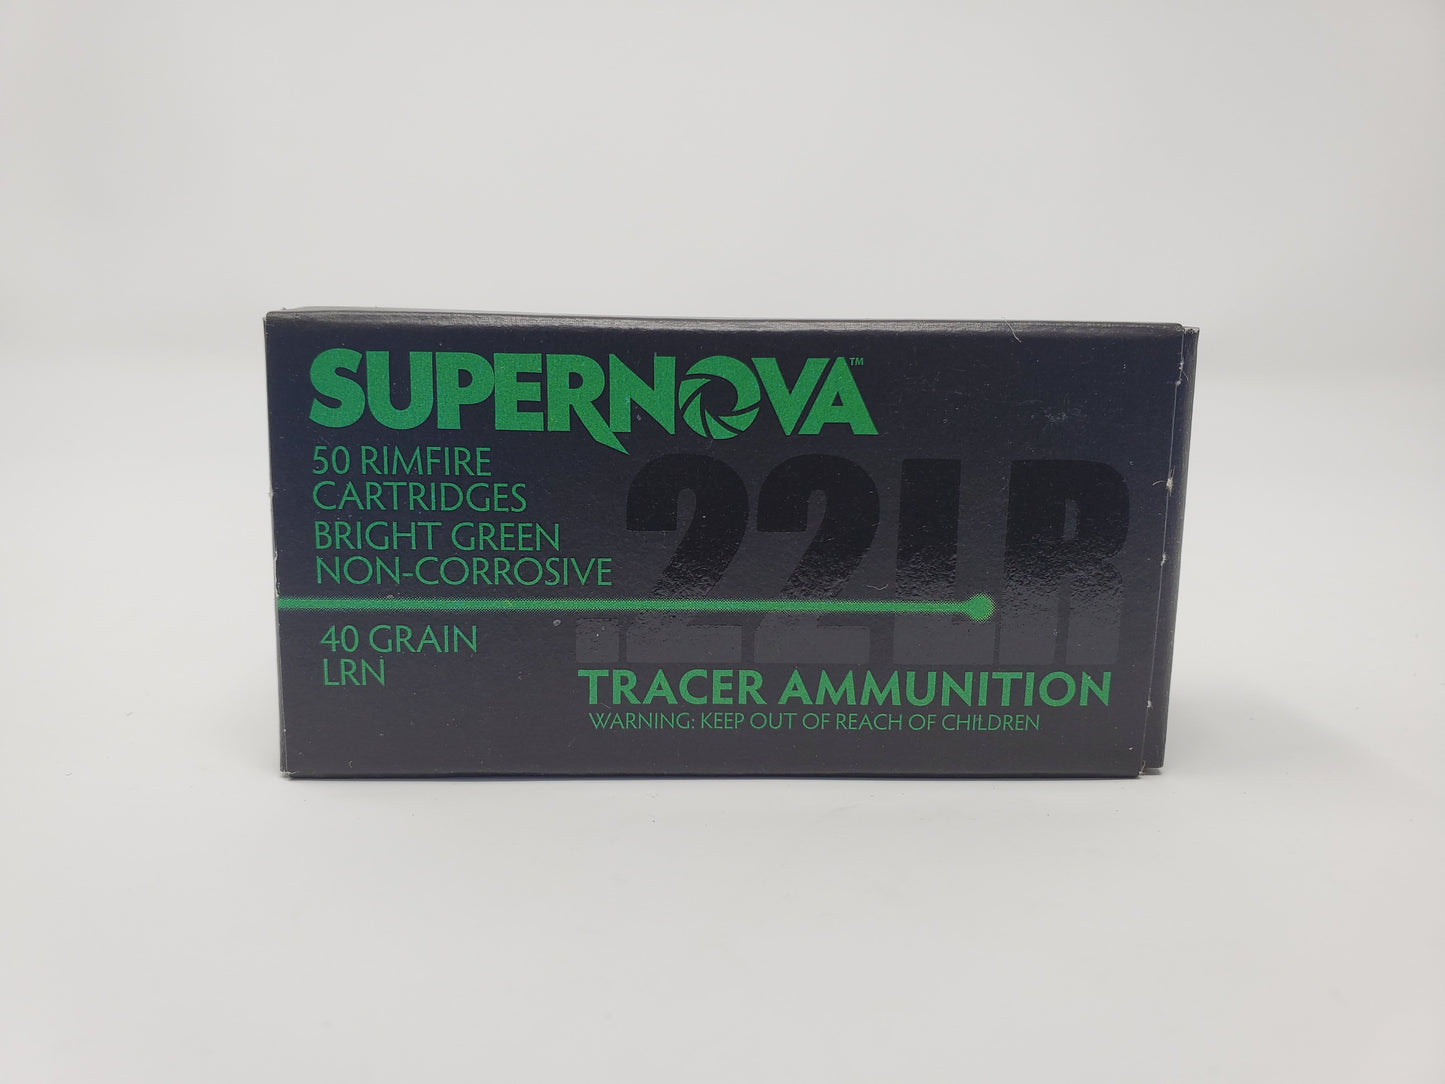 SUPERNOVA™
50 RIMFIRE
CARTRIDGES
BRIGHT GREEN
NON-CORROSIVE
.22LR
40 GRAIN
LRN
TRACER AMMUNITION
WARNING: KEEP OUT OF REACH OF CHILDREN